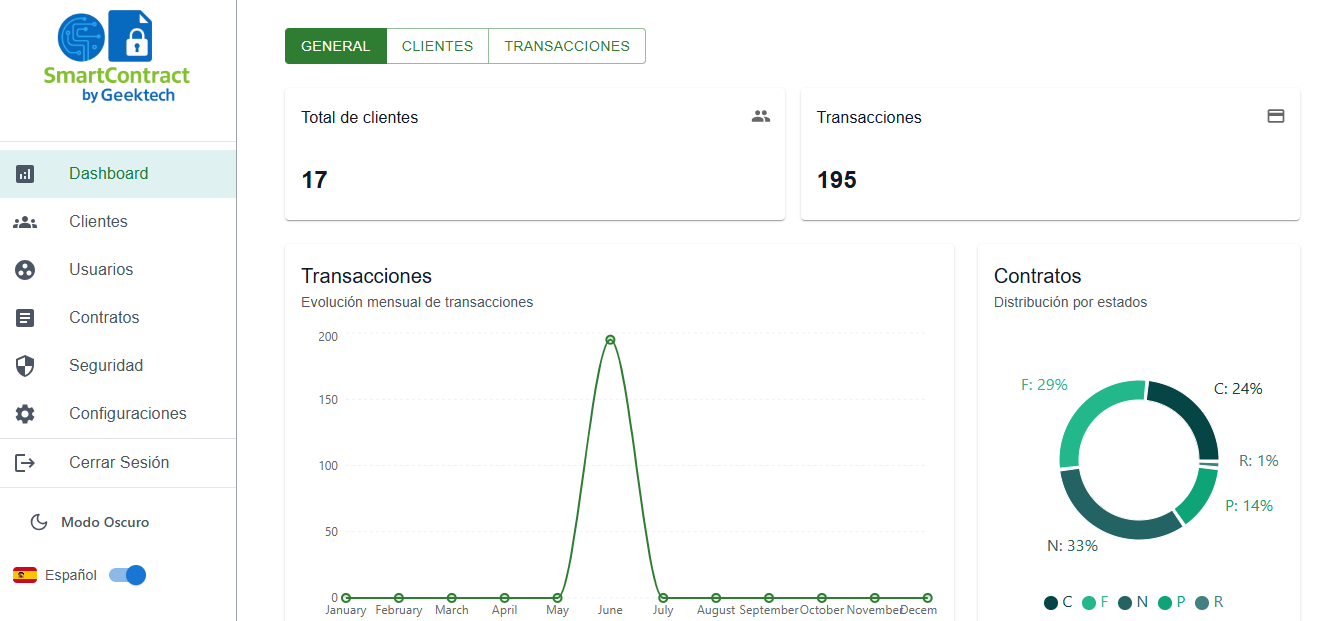 SmartContract
by Geektech
Dashboard
Clientes
Usuarios
Contratos
Seguridad
Configuraciones
Cerrar Sesión
Modo Oscuro
Español
GENERAL CLIENTES TRANSACCIONES
Total de clientes
17
Transacciones
195
Transacciones
Evolución mensual de transacciones
200
150
100
50
0
January February March April May June July August September October November Decem
Contratos
Distribución por estados
F: 29%
C: 24%
R: 1%
P: 14%
N: 33%
C F N P R